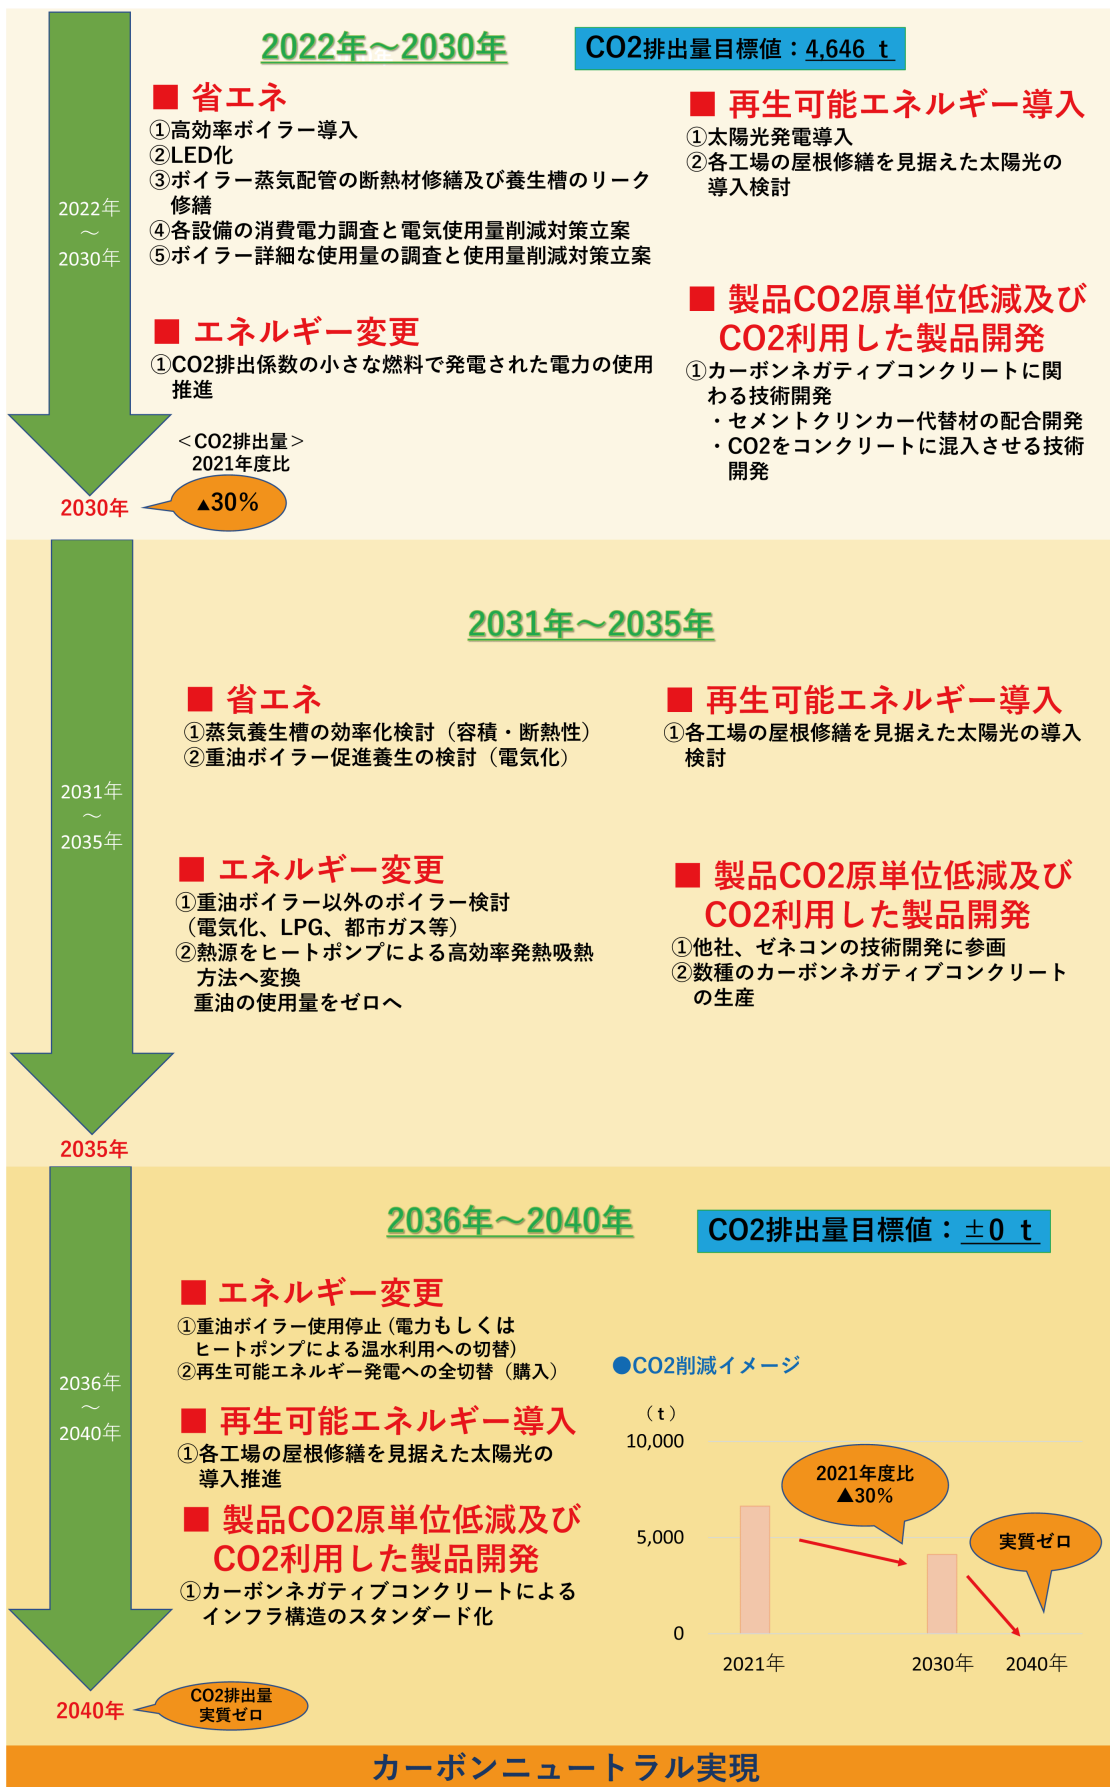 2022年～2030年
CO2排出量目標値：4,646 t
■ 省エネ
①高効率ボイラー導入
②LED化
③ボイラー蒸気配管の断熱材修繕及び養生槽のリーク
修繕
④各設備の消費電力調査と電気使用量削減対策立案
⑤ボイラー詳細な使用量の調査と使用量削減対策立案
■ 再生可能エネルギー導入
①太陽光発電導入
②各工場の屋根修繕を見据えた太陽光の
導入検討
2022年
～
2030年
■ エネルギー変更
①CO2排出係数の小さな燃料で発電された電力の使用
推進
■ 製品CO2原単位低減及び
CO2利用した製品開発
①カーボンネガティブコンクリートに関
わる技術開発
・セメントクリンカー代替材の配合開発
・CO2をコンクリートに混入させる技術
開発
＜CO2排出量＞
2021年度比
▲30%
2030年
2031年～2035年
■ 省エネ
①蒸気養生槽の効率化検討（容積・断熱性）
②重油ボイラー促進養生の検討（電気化）
■ 再生可能エネルギー導入
①各工場の屋根修繕を見据えた太陽光の導入
検討
2031年
～
2035年
■ エネルギー変更
①重油ボイラー以外のボイラー検討
（電気化、LPG、都市ガス等）
②熱源をヒートポンプによる高効率発熱吸熱
方法へ変換
重油の使用量をゼロへ
■ 製品CO2原単位低減及び
CO2利用した製品開発
①他社、ゼネコンの技術開発に参画
②数種のカーボンネガティブコンクリート
の生産
2035年
2036年～2040年
CO2排出量目標値：±0 t
■ エネルギー変更
①重油ボイラー使用停止（電力もしくは
ヒートポンプによる温水利用への切替）
②再生可能エネルギー発電への全切替（購入）
2036年
～
2040年
■ 再生可能エネルギー導入
①各工場の屋根修繕を見据えた太陽光の
導入推進
■ 製品CO2原単位低減及び
CO2利用した製品開発
①カーボンネガティブコンクリートによる
インフラ構造のスタンダード化
●CO2削減イメージ
（t）
10,000
5,000
0
2021年度比
▲30%
実質ゼロ
2021年 2030年 2040年
2040年
CO2排出量
実質ゼロ
カーボンニュートラル実現